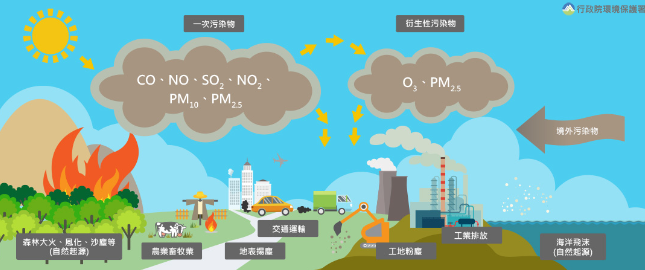 行政院環境保護署
一次污染物
衍生性污染物
CO、NO、SO₂、NO₂、
PM₁₀、PM₂.₅
O₃、PM₂.₅
境外污染物
森林大火、風化、沙塵等
(自然起源)
農業畜牧業
地表揚塵
交通運輸
工地粉塵
工業排放
海洋飛沫
(自然起源)